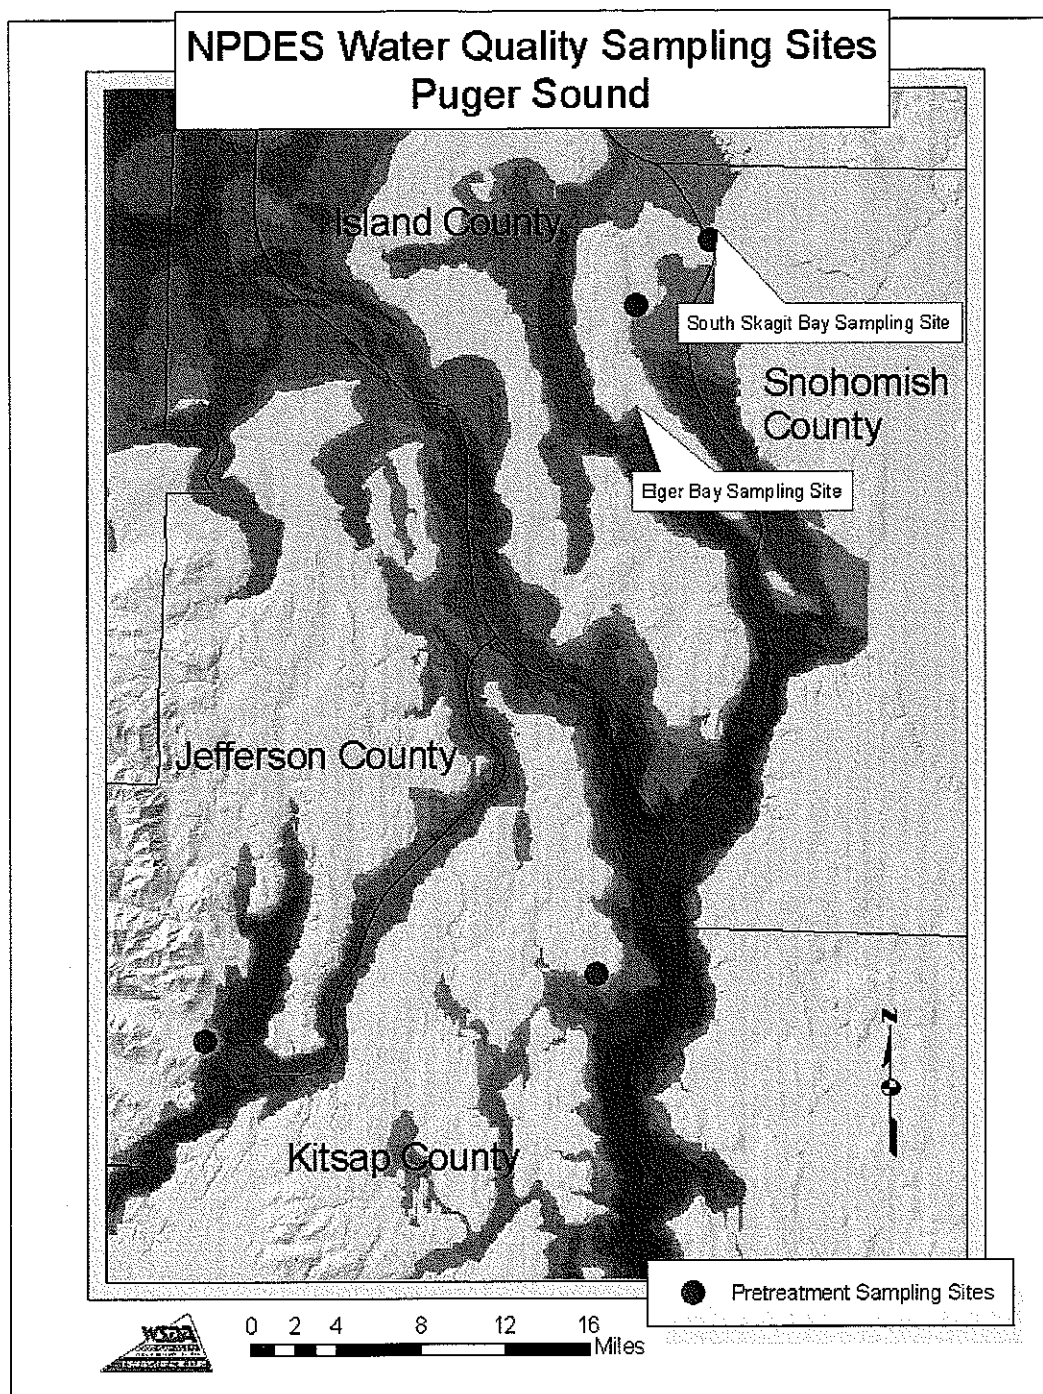 NPDES Water Quality Sampling Sites
Puger Sound
Island County
South Skagit Bay Sampling Site
Snohomish
County
Elger Bay Sampling Site
Jefferson County
N
Kitsap County
Pretreatment Sampling Sites
WSDA
0 2 4 8 12 16
Miles